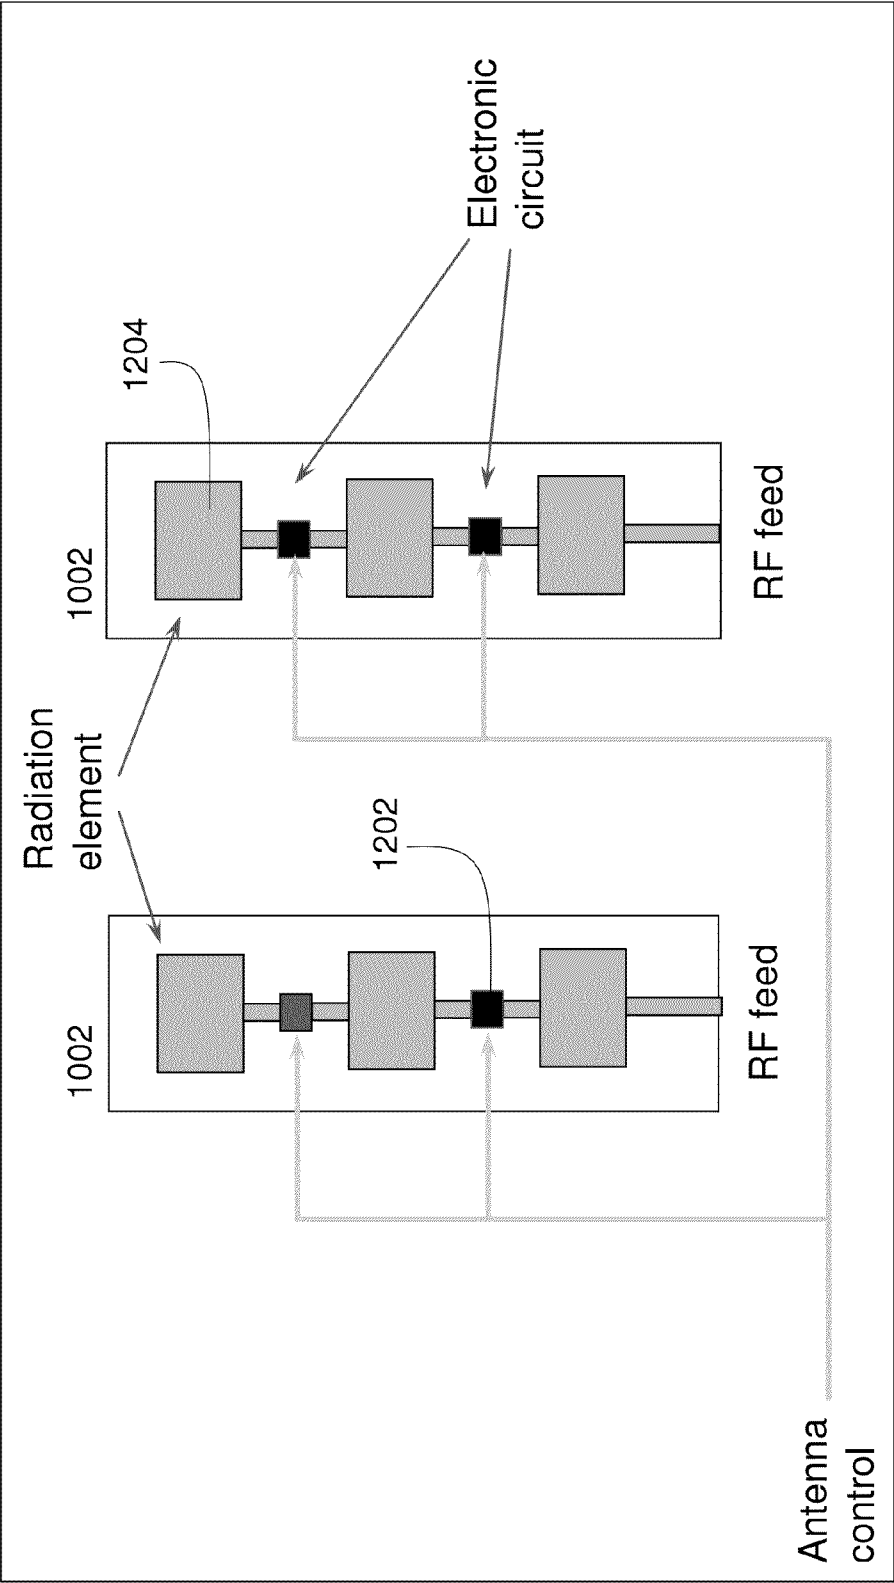 Radiation
element
1002
1002
1204
1202
Electronic
circuit
RF feed
RF feed
Antenna
control